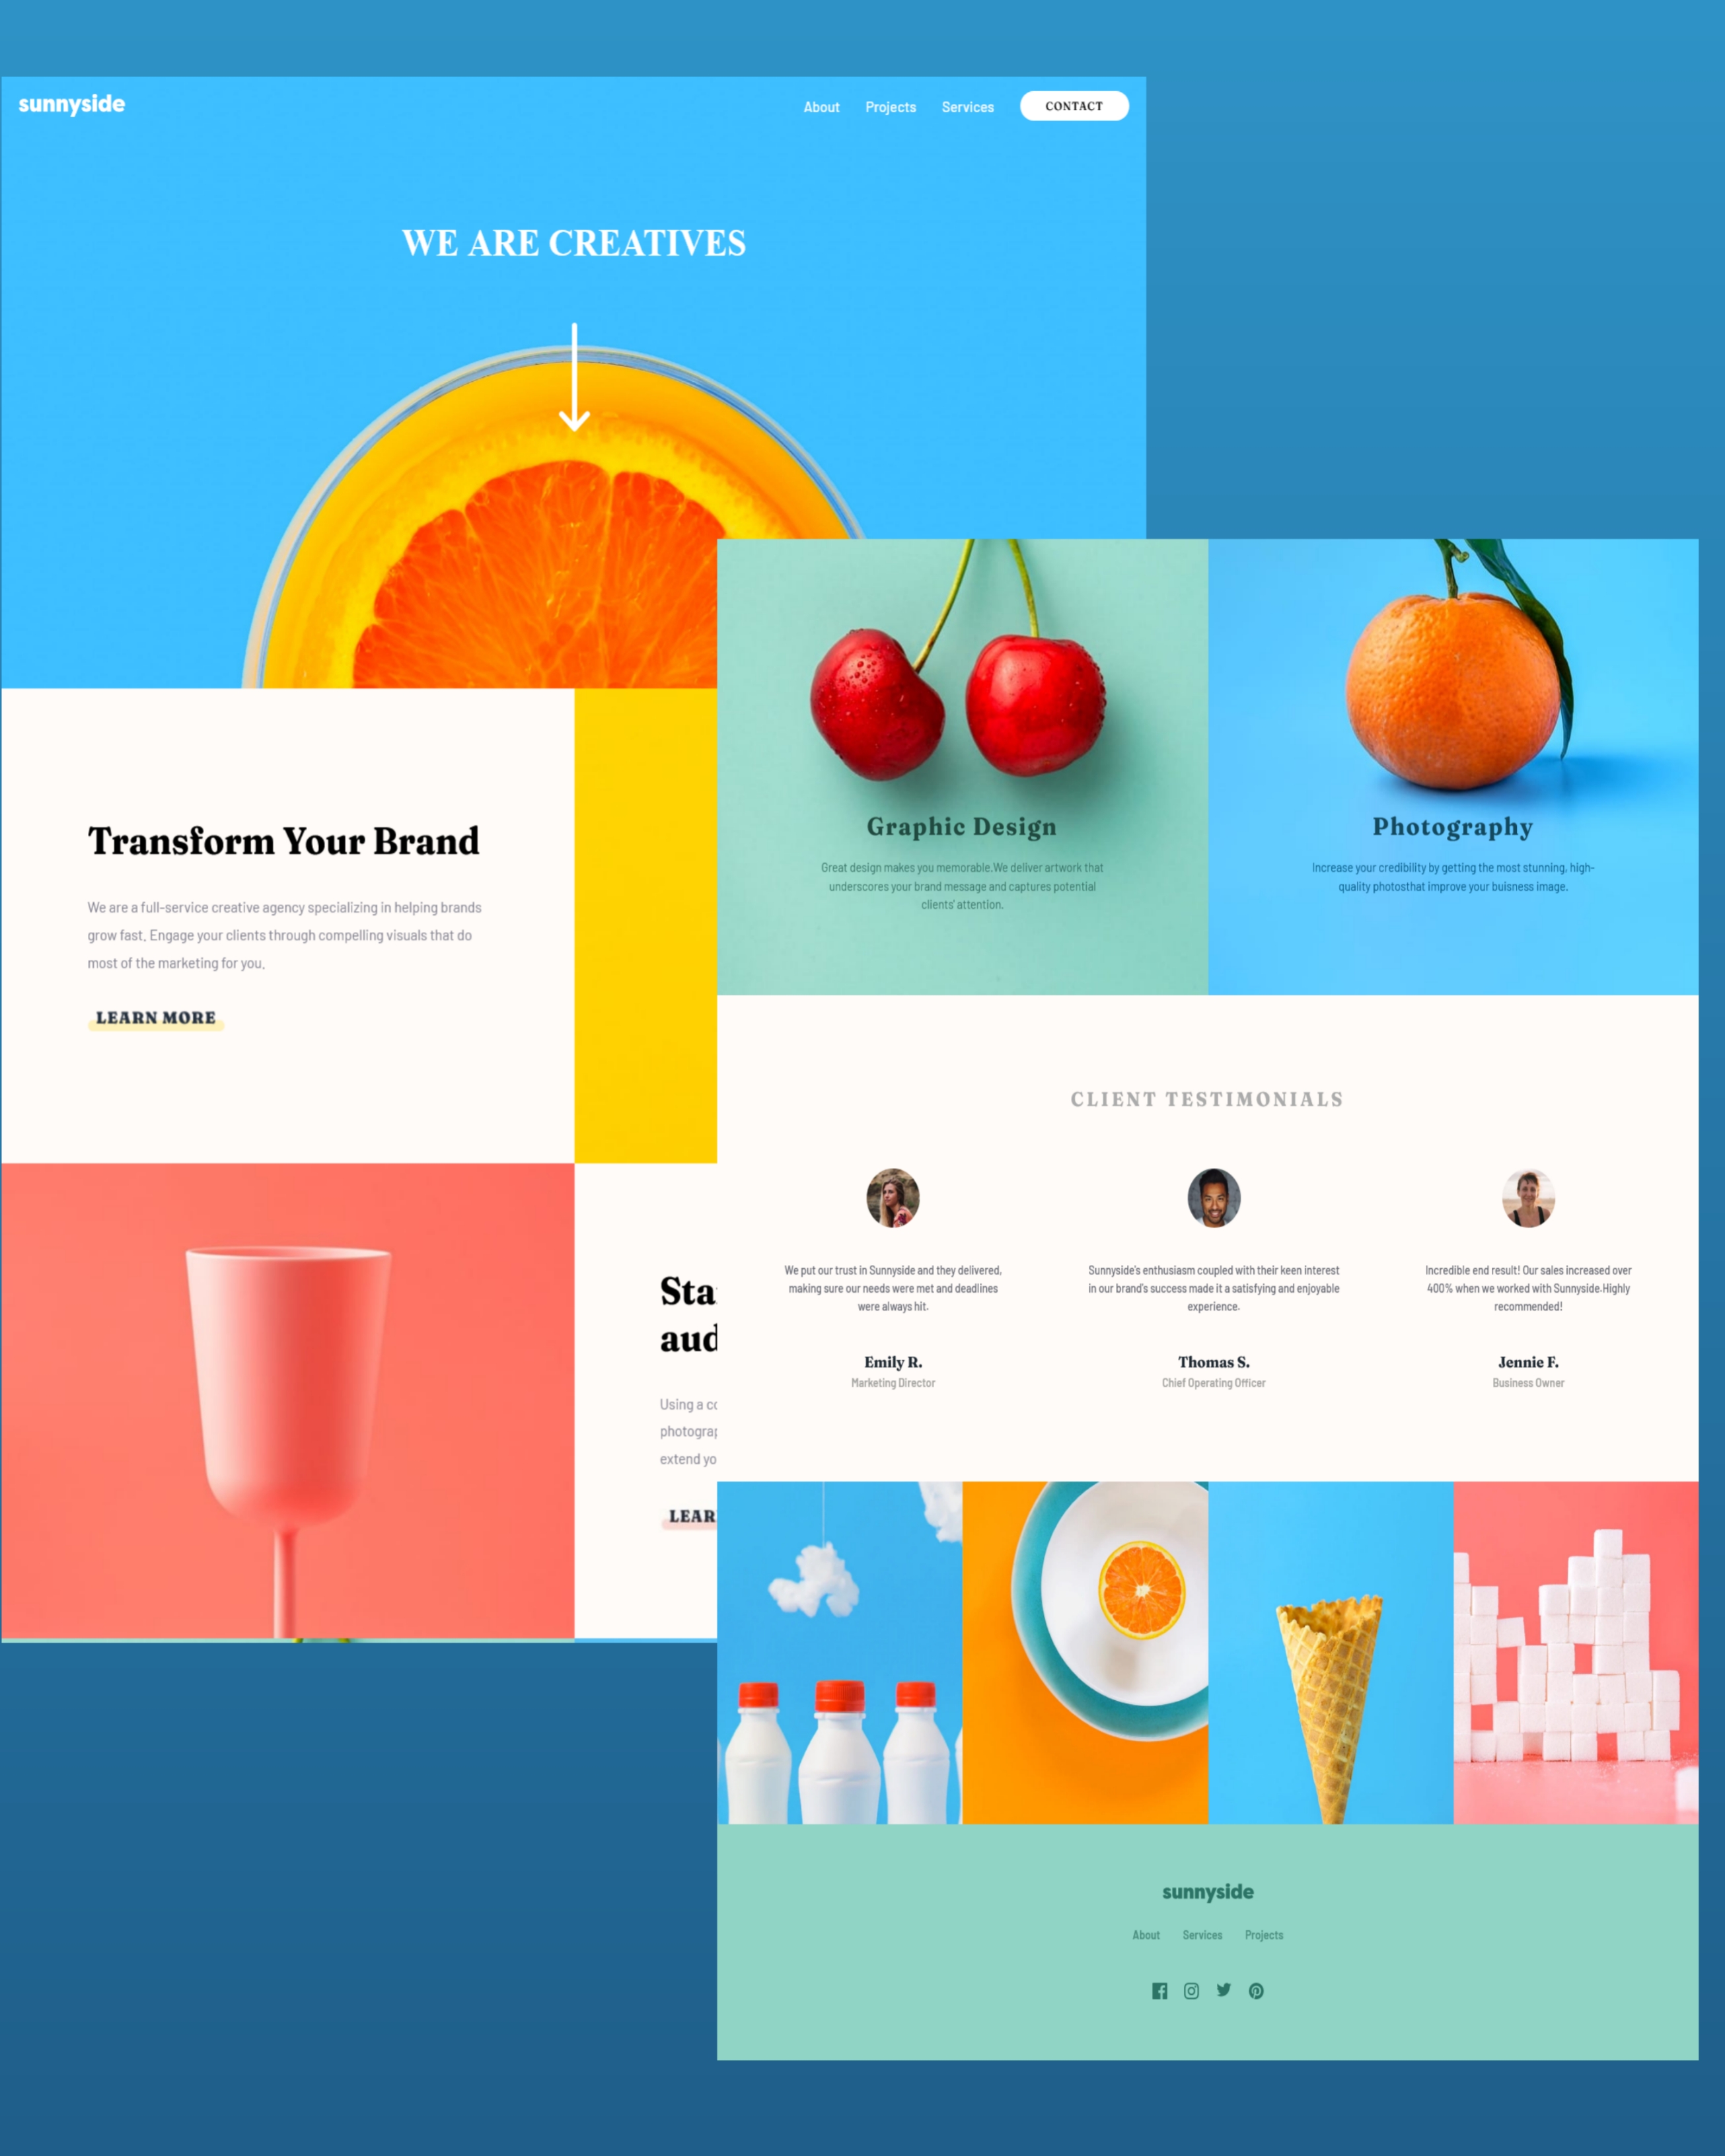 sunnyside
About Projects Services CONTACT
WE ARE CREATIVES
Transform Your Brand
We are a full-service creative agency specializing in helping brands
grow fast. Engage your clients through compelling visuals that do
most of the marketing for you.
LEARN MORE
Sta
aud
Using a co
photograp
extend yo
LEAR
Graphic Design
Great design makes you memorable.We deliver artwork that
underscores your brand message and captures potential
clients' attention.
Photography
Increase your credibility by getting the most stunning, high-
quality photosthat improve your buisness image.
CLIENT TESTIMONIALS
We put our trust in Sunnyside and they delivered,
making sure our needs were met and deadlines
were always hit.
Emily R.
Marketing Director
Sunnyside's enthusiasm coupled with their keen interest
in our brand's success made it a satisfying and enjoyable
experience.
Thomas S.
Chief Operating Officer
Incredible end result! Our sales increased over
400% when we worked with Sunnyside.Highly
recommended!
Jennie F.
Business Owner
sunnyside
About Services Projects